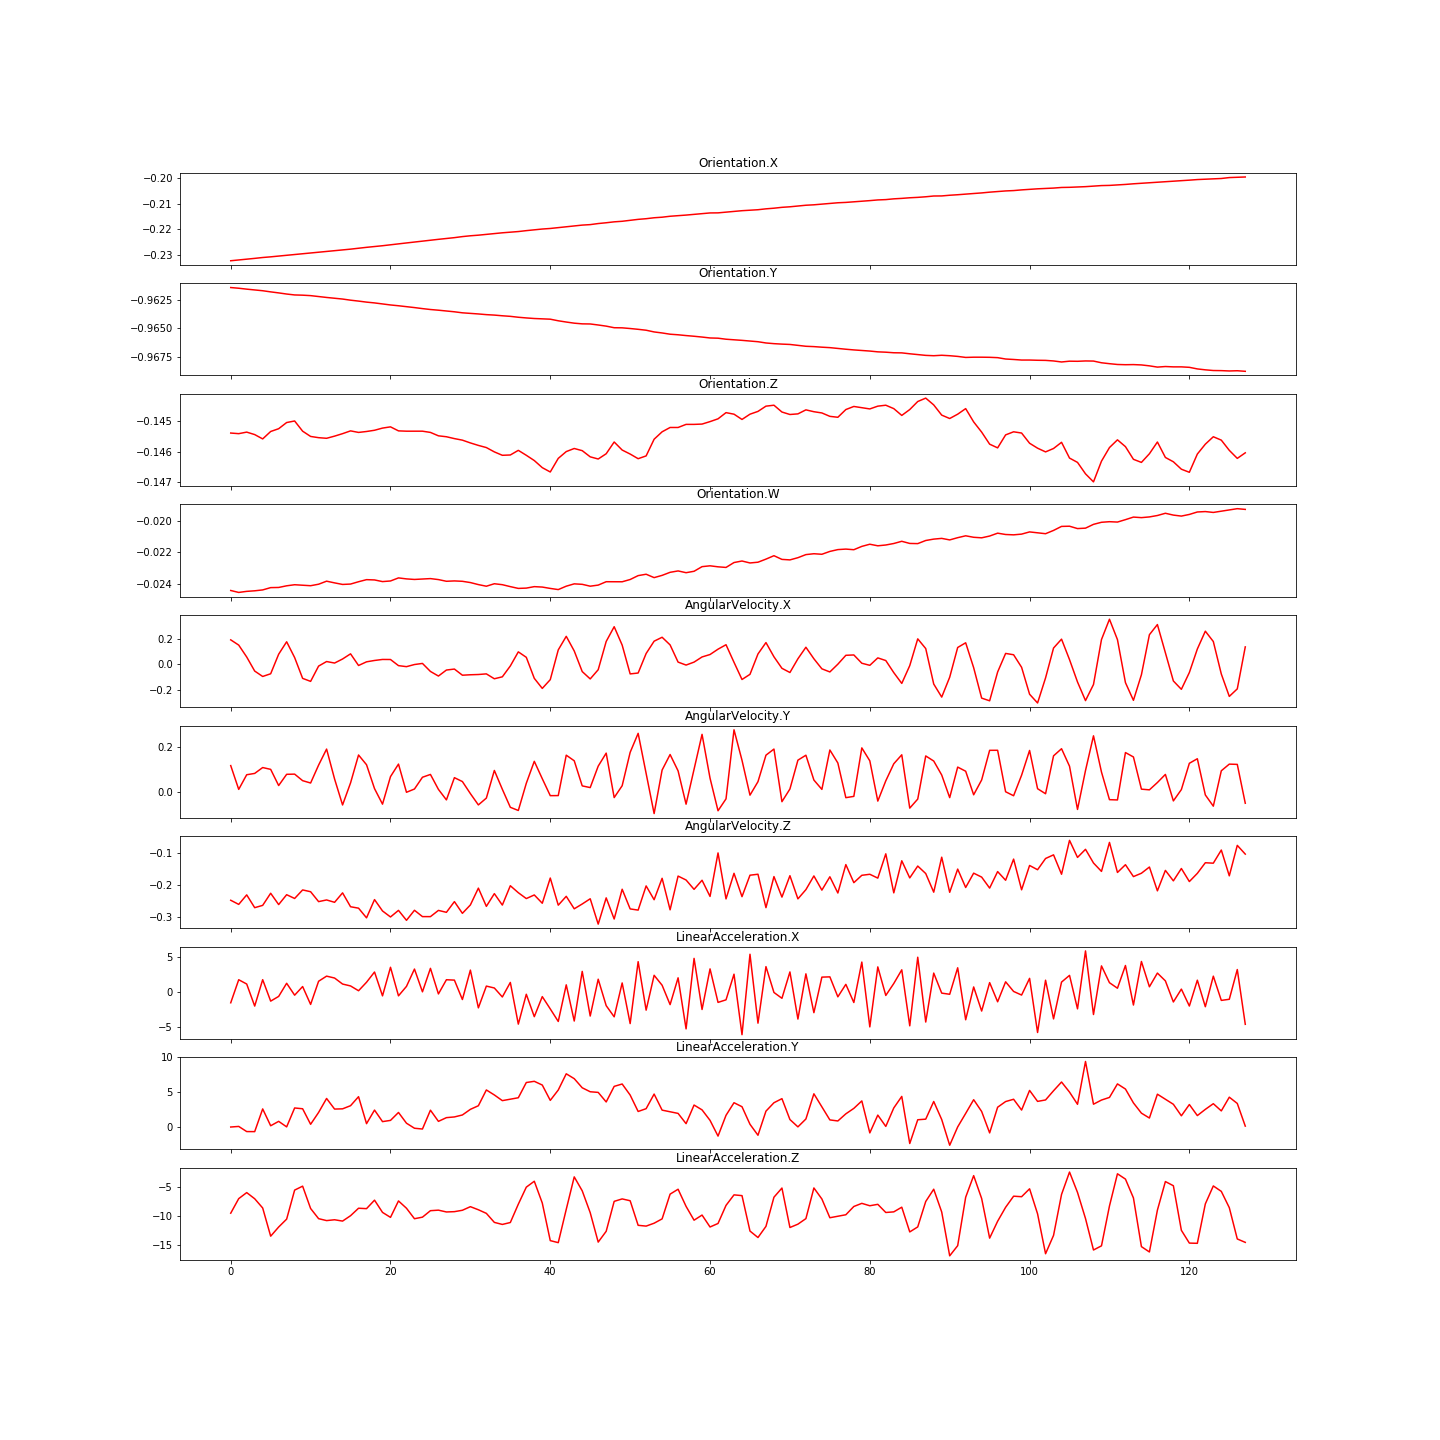 Orientation.X
−0.20
−0.21
−0.22
−0.23
Orientation.Y
−0.9625
−0.9650
−0.9675
Orientation.Z
−0.145
−0.146
−0.147
Orientation.W
−0.020
−0.022
−0.024
AngularVelocity.X
0.2
0.0
−0.2
AngularVelocity.Y
0.2
0.0
AngularVelocity.Z
−0.1
−0.2
−0.3
LinearAcceleration.X
5
0
−5
LinearAcceleration.Y
10
5
0
LinearAcceleration.Z
−5
−10
−15
0 20 40 60 80 100 120